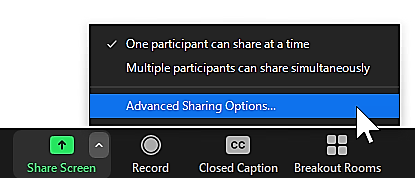 One participant can share at a time
Multiple participants can share simultaneously
Advanced Sharing Options...
CC
Share Screen Record Closed Caption Breakout Rooms